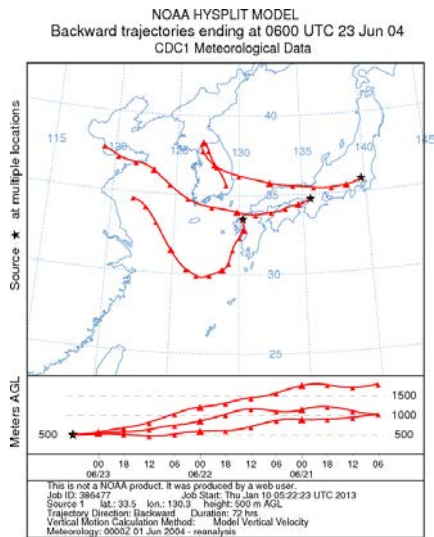 NOAA HYSPLIT MODEL
Backward trajectories ending at 0600 UTC 23 Jun 04
CDC1 Meteorological Data
Source ★ at multiple locations
115
120
125
130
135
140
145
40
35
30
25
Meters AGL
500
1500
1000
500
00 18 12 06 00 18 12 06 00 18 12 06
06/23 06/22 06/21
This is not a NOAA product. It was produced by a web user.
Job ID: 386477 Job Start: Thu Jan 10 05:22:23 UTC 2013
Source 1 lat.: 33.5 lon.: 130.3 height: 500 m AGL
Trajectory Direction: Backward Duration: 72 hrs
Vertical Motion Calculation Method: Model Vertical Velocity
Meteorology: 0000Z 01 Jun 2004 - reanalysis